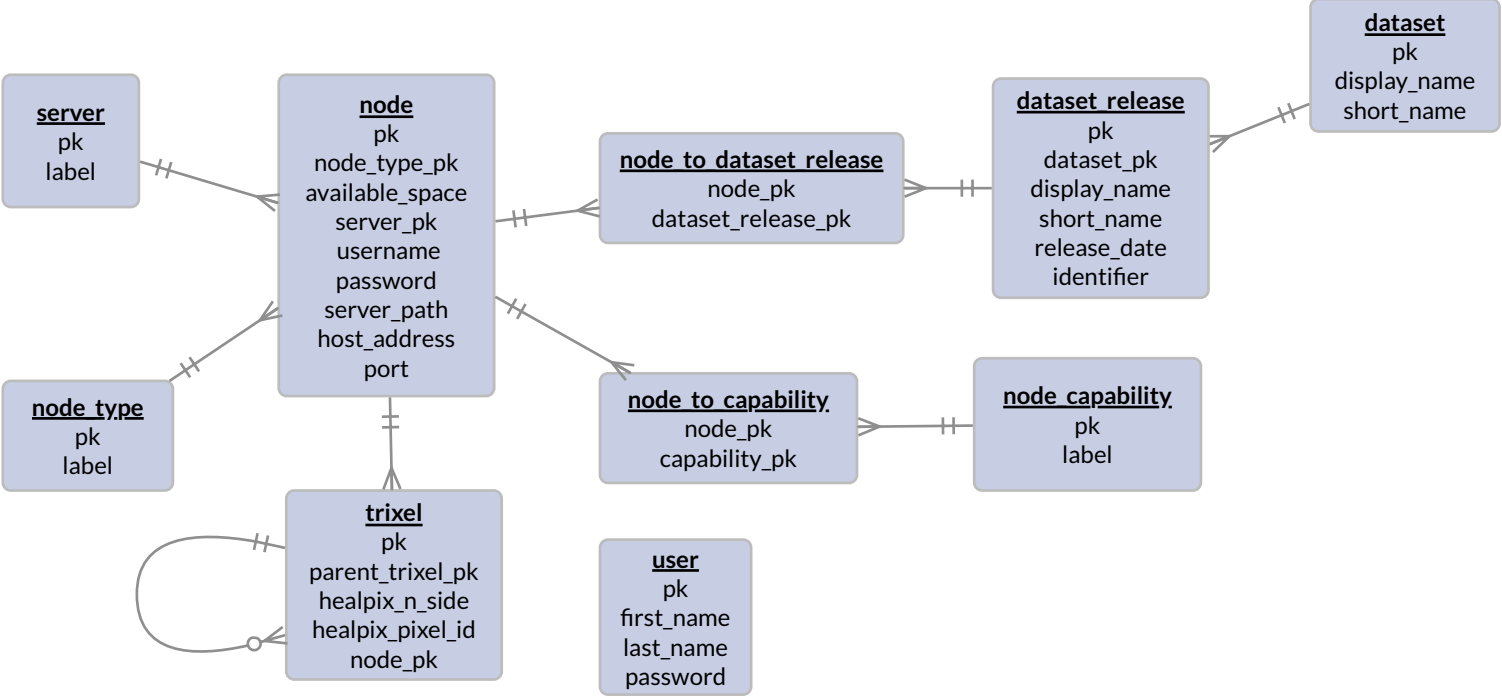 server
pk
label
node
pk
node_type_pk
available_space
server_pk
username
password
server_path
host_address
port
node_to_dataset_release
node_pk
dataset_release_pk
dataset_release
pk
dataset_pk
display_name
short_name
release_date
identifier
dataset
pk
display_name
short_name
node_type
pk
label
node_to_capability
node_pk
capability_pk
node_capability
pk
label
trixel
pk
parent_trixel_pk
healpix_n_side
healpix_pixel_id
node_pk
user
pk
first_name
last_name
password